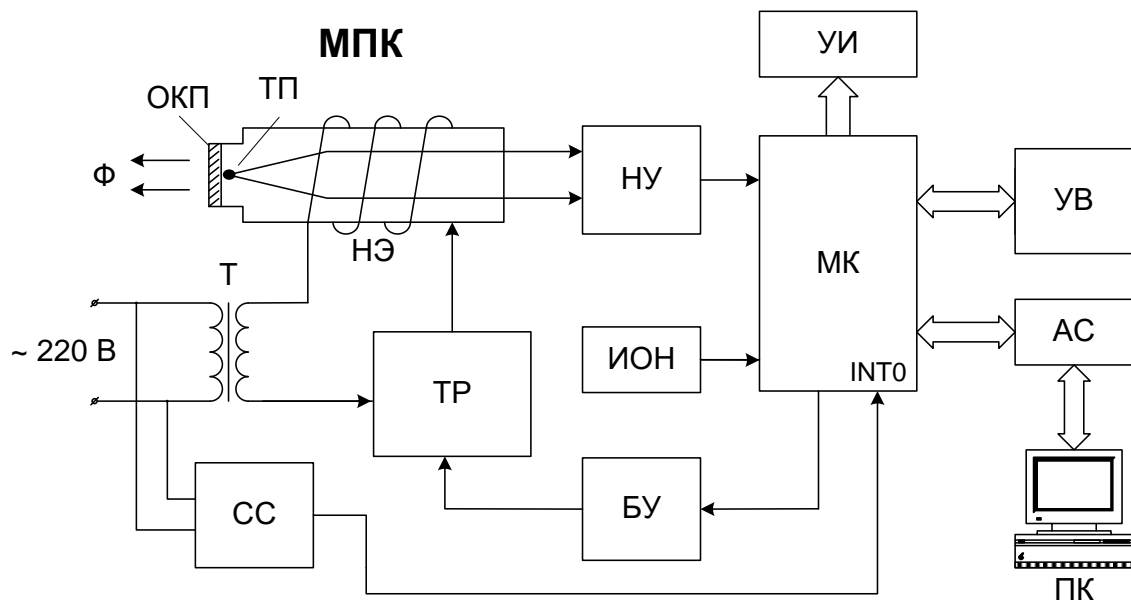 МПК
УИ
ОКП
ТП
Ф
НУ
МК
УВ
НЭ
Т
~ 220 В
ТР
ИОН
АС
INT0
СС
БУ
ПК